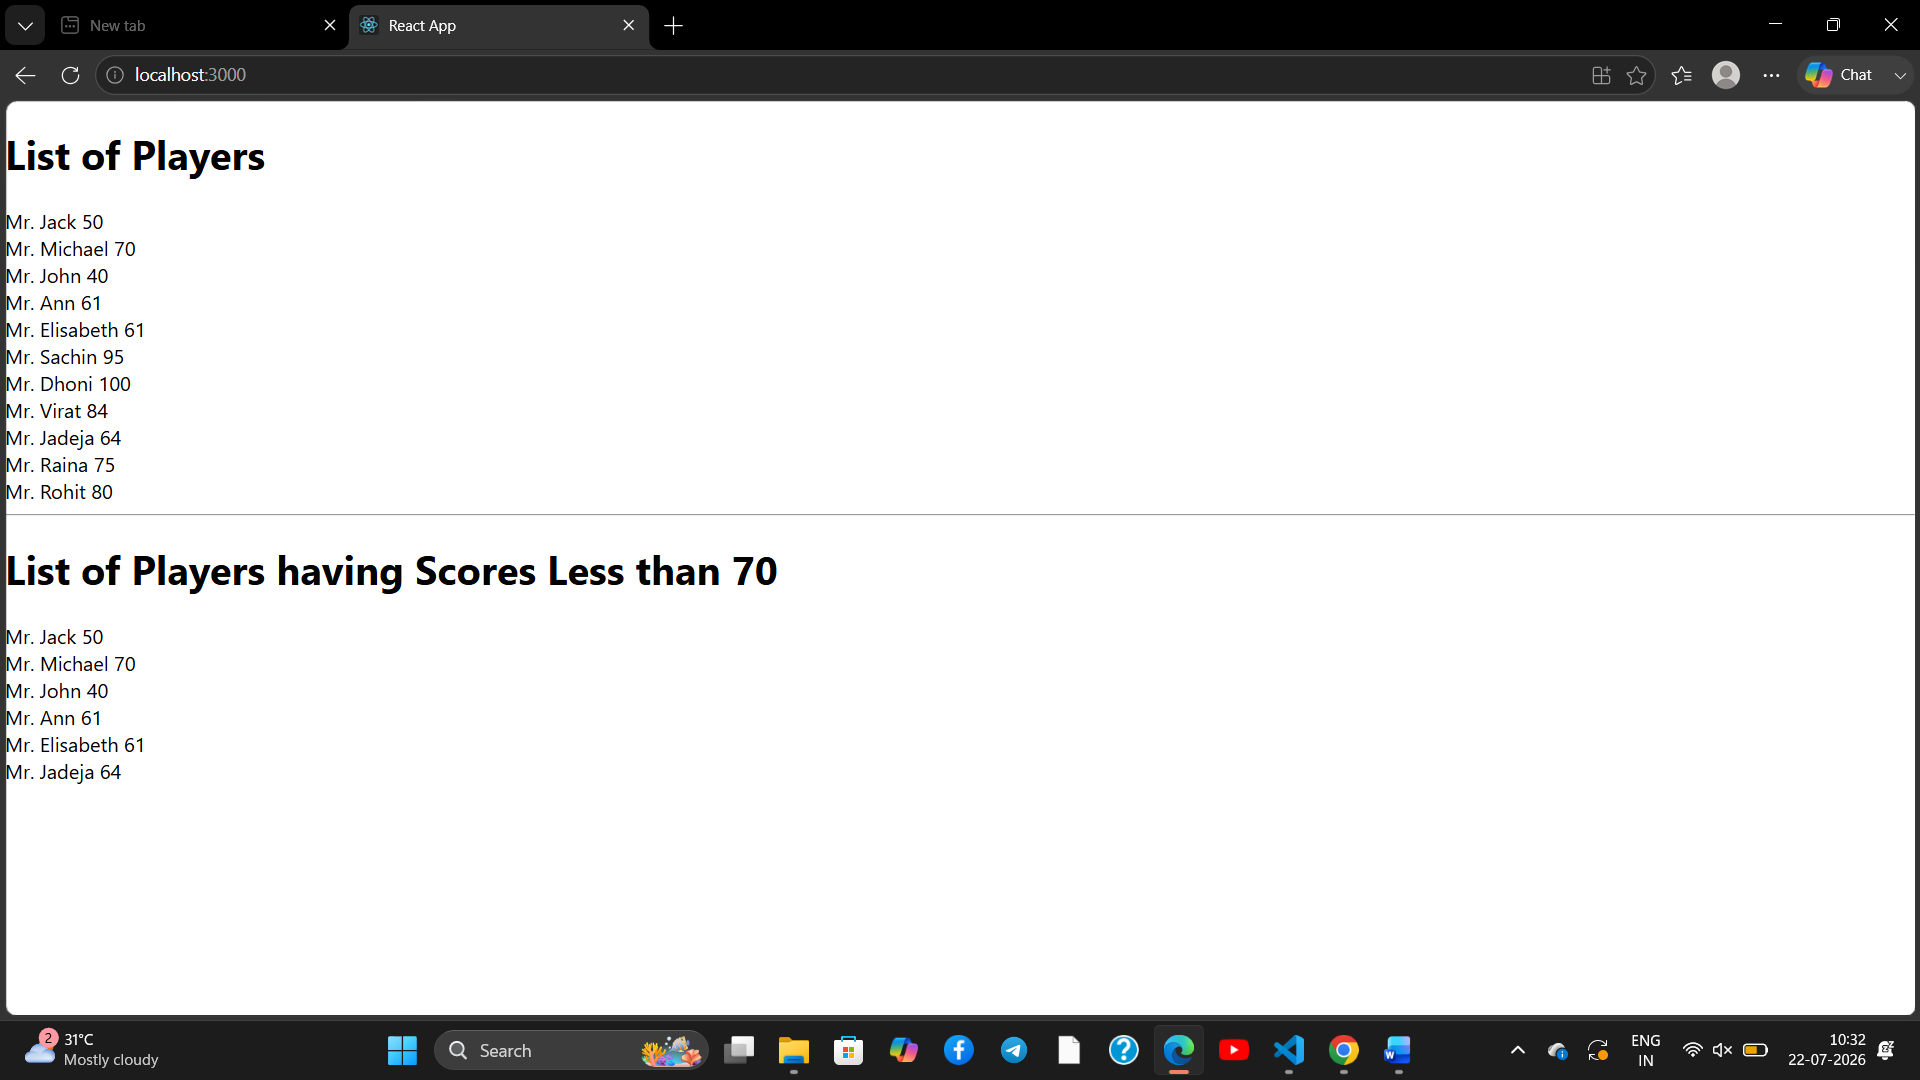 New tab
React App
localhost:3000
Chat
List of Players
Mr. Jack 50
Mr. Michael 70
Mr. John 40
Mr. Ann 61
Mr. Elisabeth 61
Mr. Sachin 95
Mr. Dhoni 100
Mr. Virat 84
Mr. Jadeja 64
Mr. Raina 75
Mr. Rohit 80
List of Players having Scores Less than 70
Mr. Jack 50
Mr. Michael 70
Mr. John 40
Mr. Ann 61
Mr. Elisabeth 61
Mr. Jadeja 64
2
31°C
Mostly cloudy
Search
ENG
IN
10:32
22-07-2026